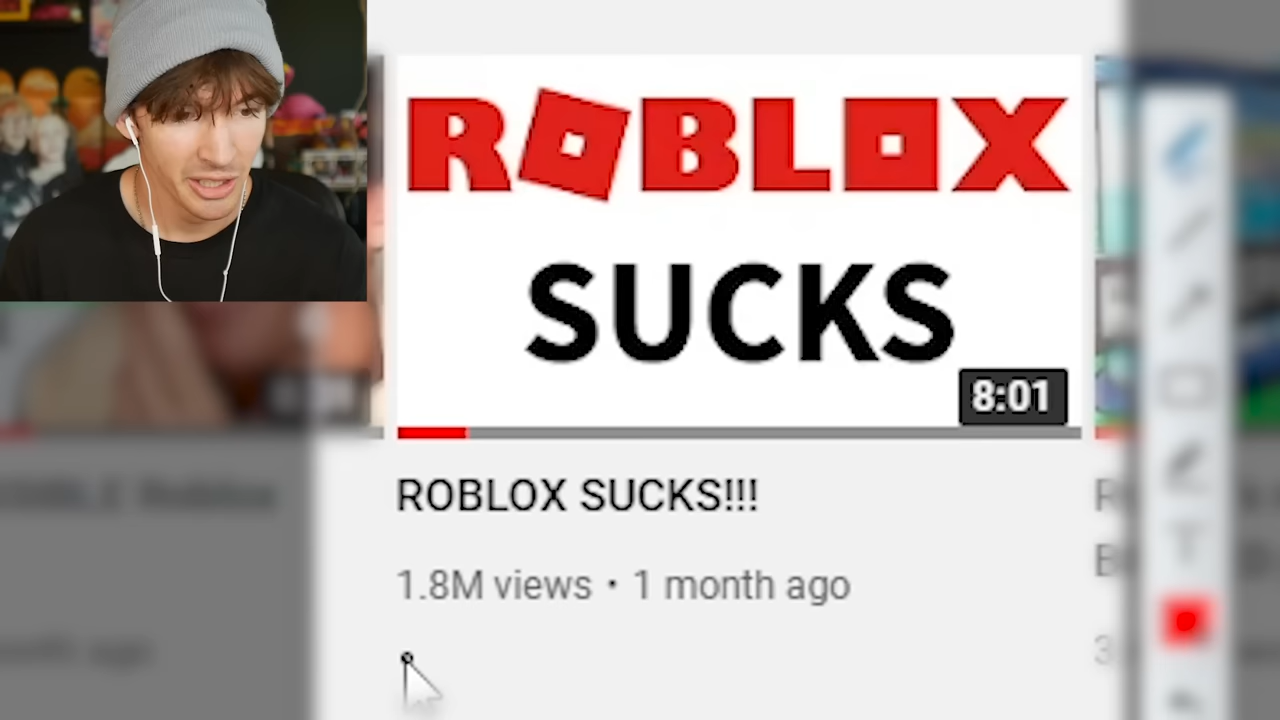 ROBLOX
SUCKS
8:01
ROBLOX SUCKS!!!
1.8M views • 1 month ago